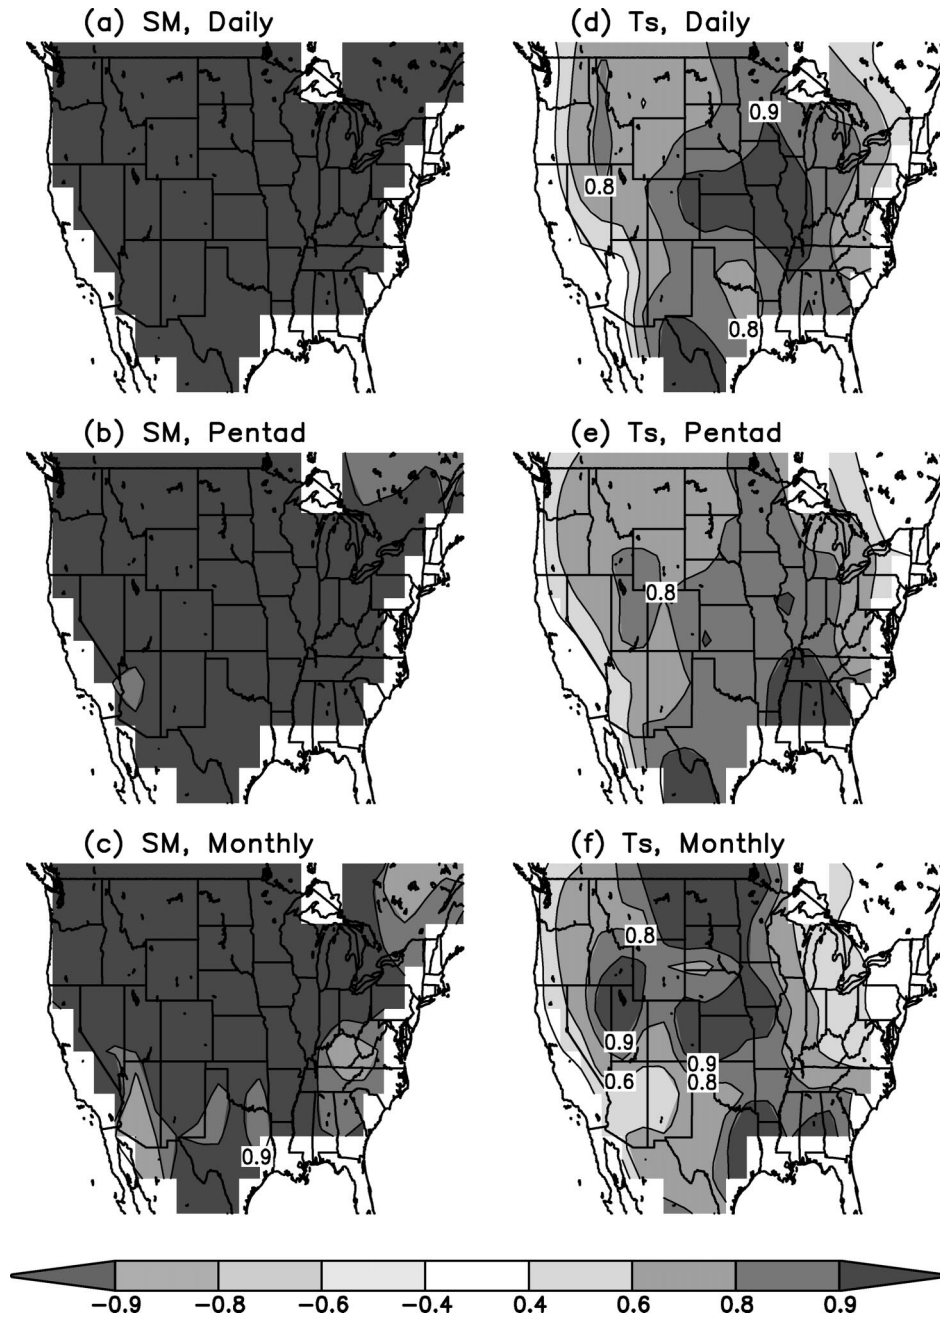 (a) SM, Daily
(d) Ts, Daily
0.9
0.8
0.8
(b) SM, Pentad
(e) Ts, Pentad
0.8
(c) SM, Monthly
(f) Ts, Monthly
0.8
0.9
0.9
0.6
0.8
0.9
−0.9 −0.8 −0.6 −0.4 0.4 0.6 0.8 0.9